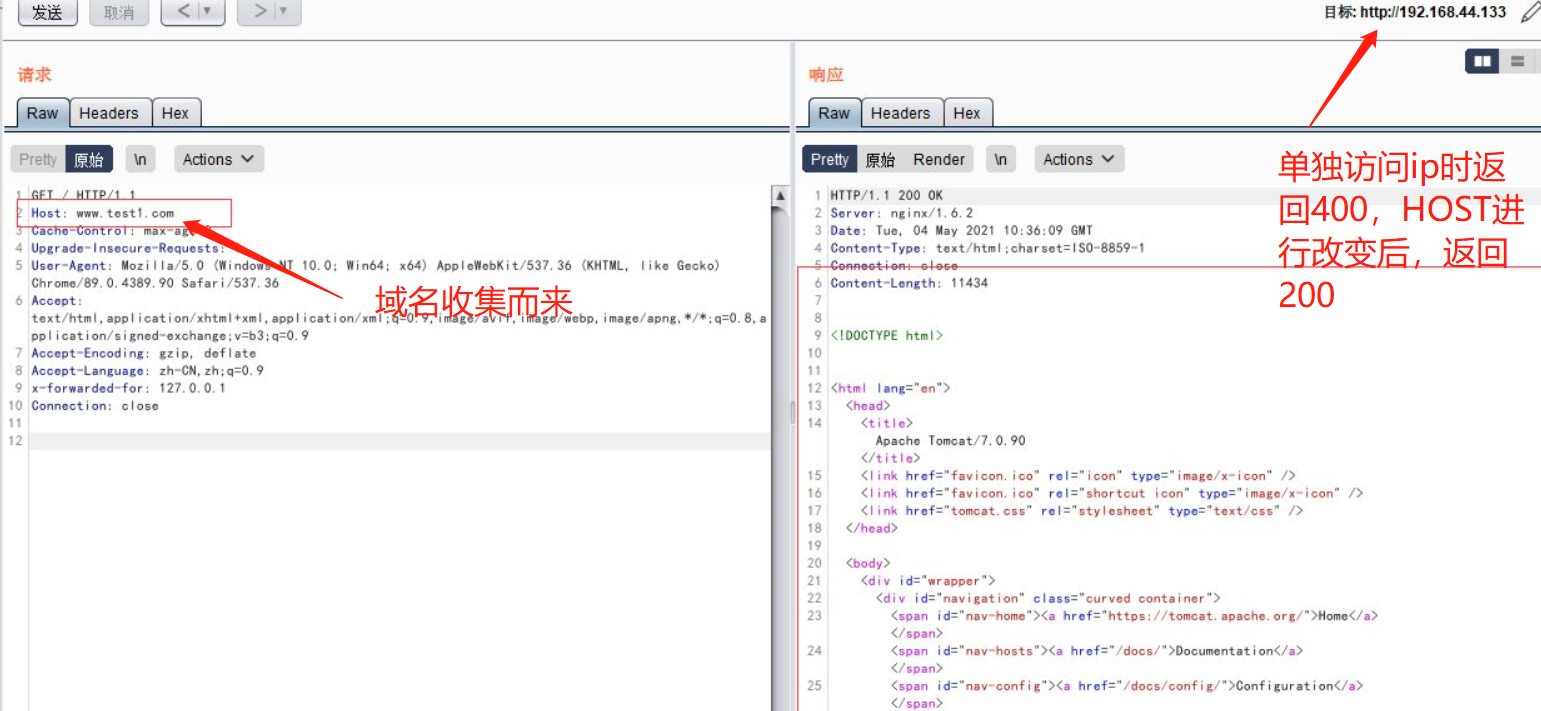 发送
取消
<
>
目标: http://192.168.44.133
请求
Raw
Headers
Hex
Pretty
原始
\n
Actions
1 GET / HTTP/1.1
2 Host: www.test1.com
3 Cache-Control: max-ag
4 Upgrade-Insecure-Requests:
5 User-Agent: Mozilla/5.0 (Windows NT 10.0; Win64; x64) AppleWebKit/537.36 (KHTML, like Gecko)
Chrome/89.0.4389.90 Safari/537.36
6 Accept:
text/html,application/xhtml+xml,application/xml;q=0.9,image/avif,image/webp,image/apng,*/*;q=0.8,a
pplication/signed-exchange;v=b3;q=0.9
7 Accept-Encoding: gzip, deflate
8 Accept-Language: zh-CN,zh;q=0.9
9 x-forwarded-for: 127.0.0.1
10 Connection: close
11
12
域名收集而来
响应
Raw
Headers
Hex
Pretty
原始
Render
\n
Actions
1 HTTP/1.1 200 OK
2 Server: nginx/1.6.2
3 Date: Tue, 04 May 2021 10:36:09 GMT
4 Content-Type: text/html;charset=ISO-8859-1
5 Connection: close
6 Content-Length: 11434
7
8
9 <!DOCTYPE html>
10
11
12 <html lang="en">
13 <head>
14 <title>
Apache Tomcat/7.0.90
</title>
15 <link href="favicon.ico" rel="icon" type="image/x-icon" />
16 <link href="favicon.ico" rel="shortcut icon" type="image/x-icon" />
17 <link href="tomcat.css" rel="stylesheet" type="text/css" />
18 </head>
19
20 <body>
21 <div id="wrapper">
22 <div id="navigation" class="curved container">
23 <span id="nav-home"><a href="https://tomcat.apache.org/">Home</a>
</span>
24 <span id="nav-hosts"><a href="/docs/">Documentation</a>
</span>
25 <span id="nav-config"><a href="/docs/config/">Configuration</a>
</span>
单独访问ip时返
回400，HOST进
行改变后，返回
200